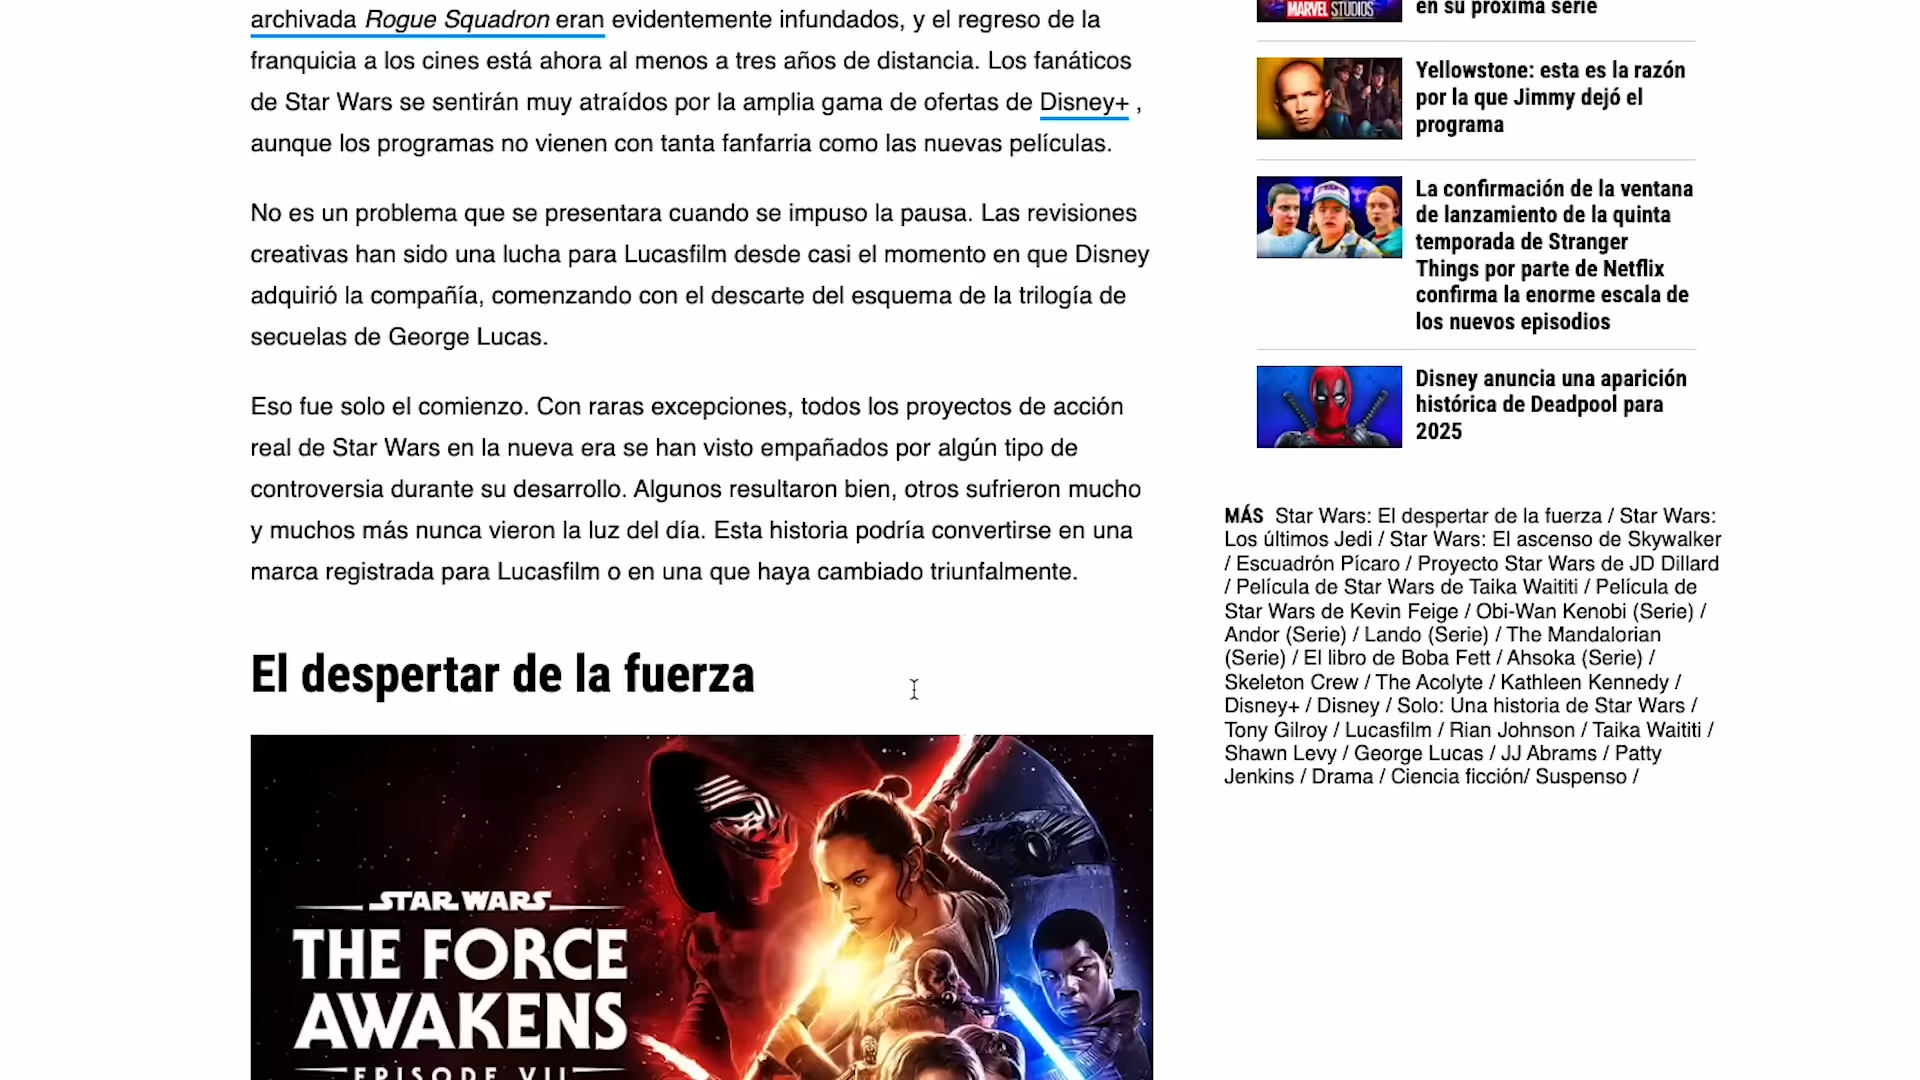 archivada Rogue Squadron eran evidentemente infundados, y el regreso de la
franquicia a los cines está ahora al menos a tres años de distancia. Los fanáticos
de Star Wars se sentirán muy atraídos por la amplia gama de ofertas de Disney+ ,
aunque los programas no vienen con tanta fanfarria como las nuevas películas.
No es un problema que se presentara cuando se impuso la pausa. Las revisiones
creativas han sido una lucha para Lucasfilm desde casi el momento en que Disney
adquirió la compañía, comenzando con el descarte del esquema de la trilogía de
secuelas de George Lucas.
Eso fue solo el comienzo. Con raras excepciones, todos los proyectos de acción
real de Star Wars en la nueva era se han visto empañados por algún tipo de
controversia durante su desarrollo. Algunos resultaron bien, otros sufrieron mucho
y muchos más nunca vieron la luz del día. Esta historia podría convertirse en una
marca registrada para Lucasfilm o en una que haya cambiado triunfalmente.
El despertar de la fuerza
STAR WARS
THE FORCE
AWAKENS
EPISODE VII
MARVEL STUDIOS
en su próxima serie
Yellowstone: esta es la razón
por la que Jimmy dejó el
programa
La confirmación de la ventana
de lanzamiento de la quinta
temporada de Stranger
Things por parte de Netflix
confirma la enorme escala de
los nuevos episodios
Disney anuncia una aparición
histórica de Deadpool para
2025
MÁS Star Wars: El despertar de la fuerza / Star Wars:
Los últimos Jedi / Star Wars: El ascenso de Skywalker
/ Escuadrón Pícaro / Proyecto Star Wars de JD Dillard
/ Película de Star Wars de Taika Waititi / Película de
Star Wars de Kevin Feige / Obi-Wan Kenobi (Serie) /
Andor (Serie) / Lando (Serie) / The Mandalorian
(Serie) / El libro de Boba Fett / Ahsoka (Serie) /
Skeleton Crew / The Acolyte / Kathleen Kennedy /
Disney+ / Disney / Solo: Una historia de Star Wars /
Tony Gilroy / Lucasfilm / Rian Johnson / Taika Waititi /
Shawn Levy / George Lucas / JJ Abrams / Patty
Jenkins / Drama / Ciencia ficción/ Suspenso /